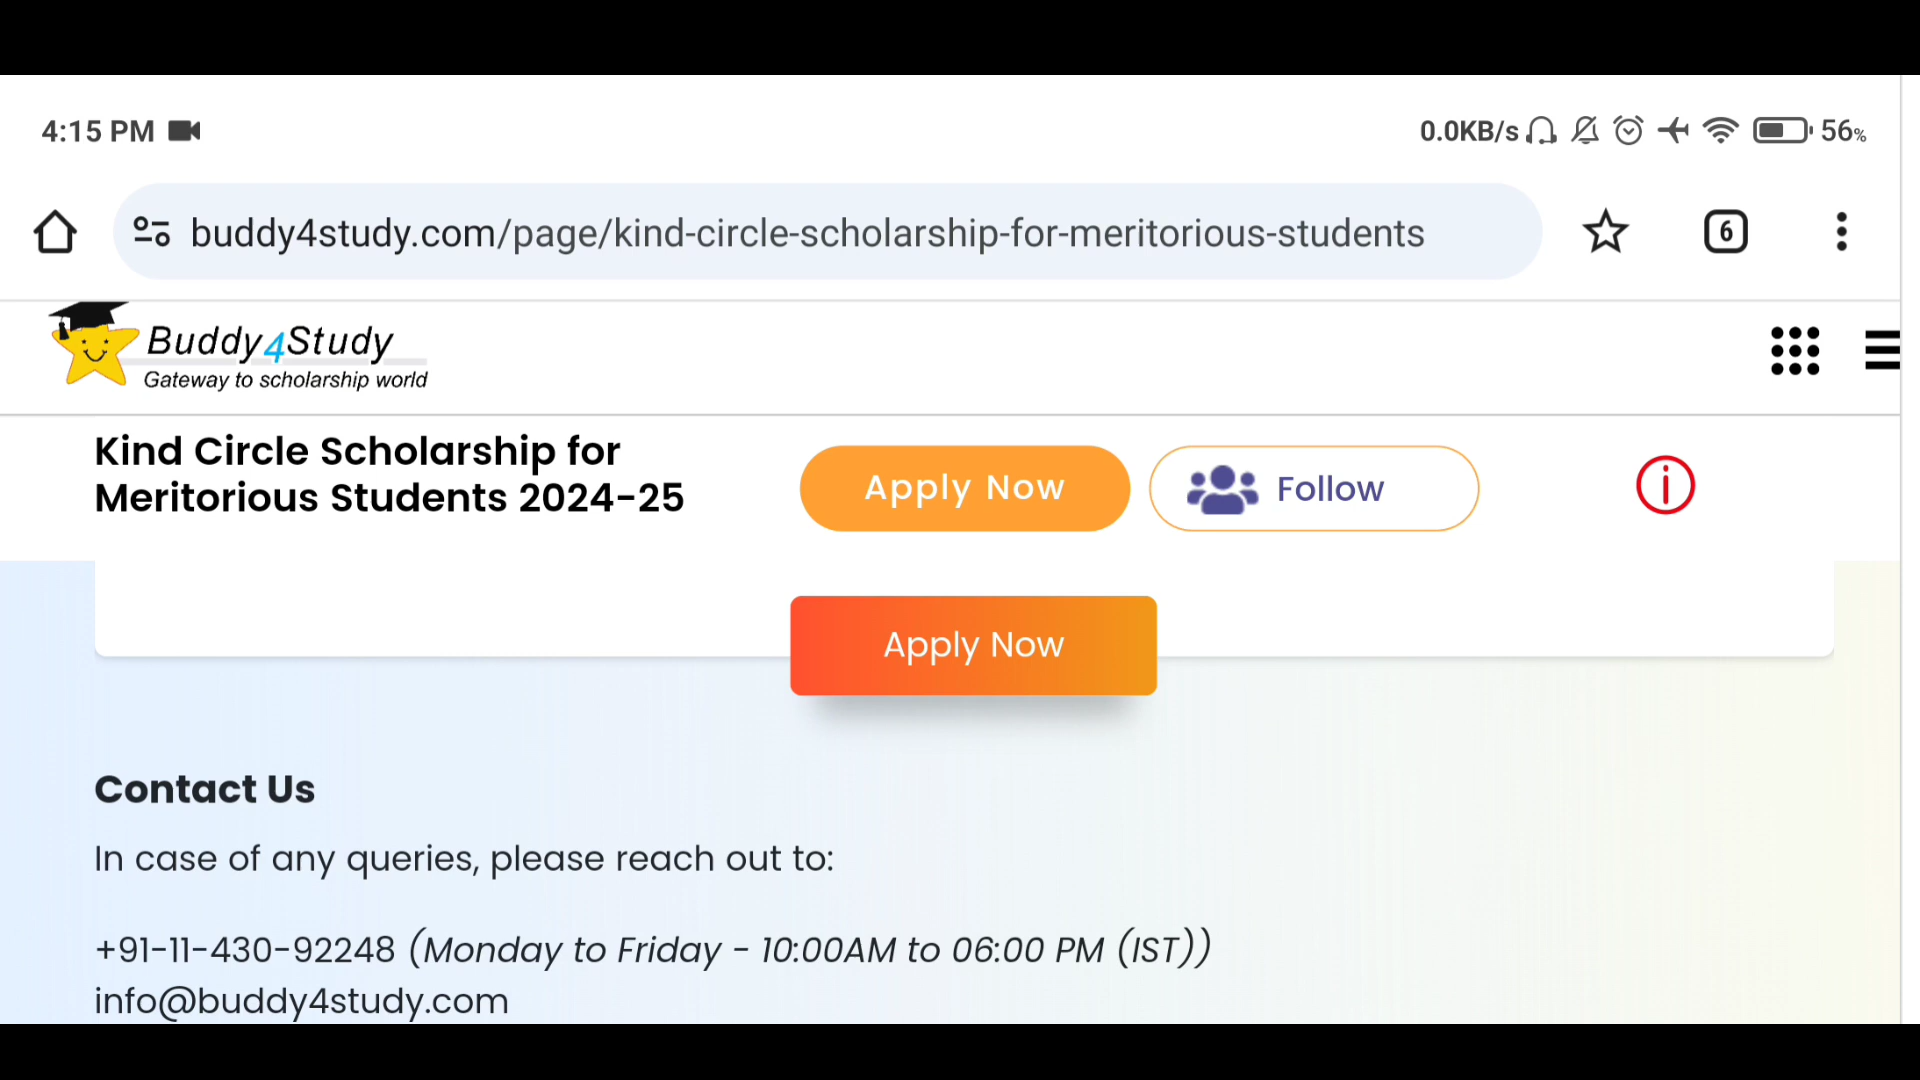 4:15 PM
0.0KB/s 56%
buddy4study.com/page/kind-circle-scholarship-for-meritorious-students
6
Buddy4Study
Gateway to scholarship world
Kind Circle Scholarship for
Meritorious Students 2024-25
Apply Now
Follow
Apply Now
Contact Us
In case of any queries, please reach out to:
+91-11-430-92248 (Monday to Friday - 10:00AM to 06:00 PM (IST))
info@buddy4study.com